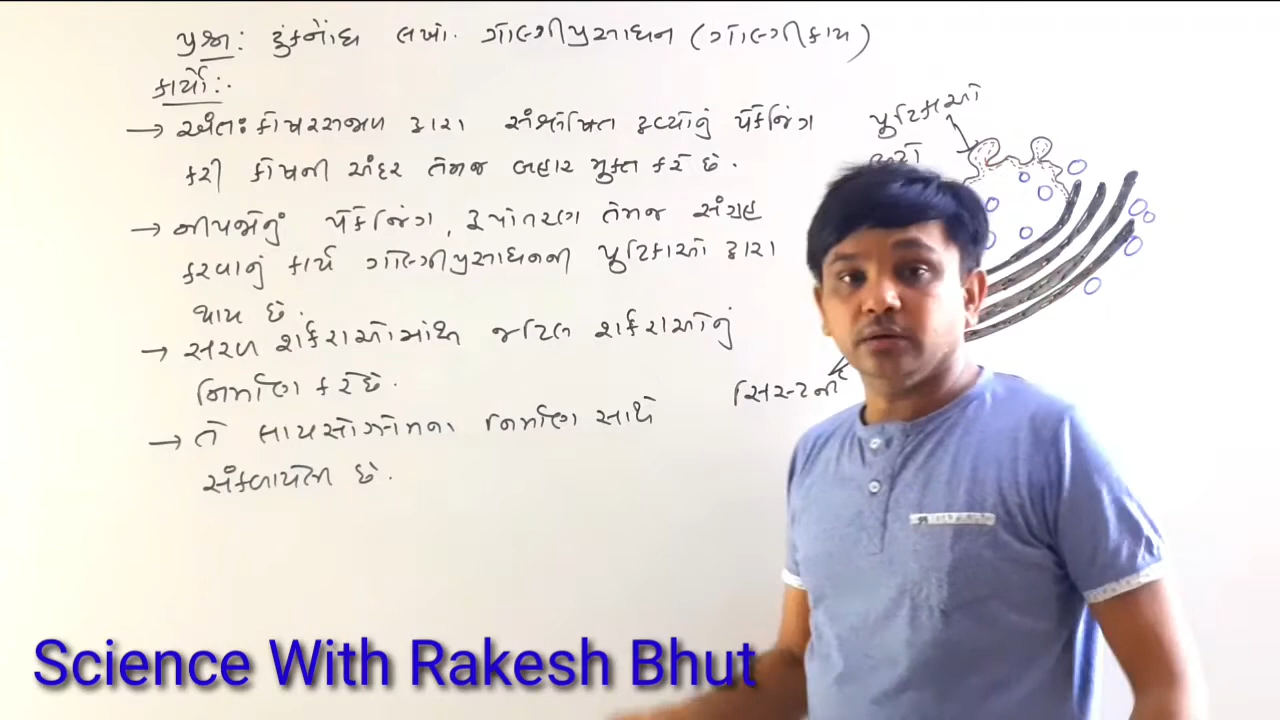 પ્રશ્ન: ટુંકનોંધ લખો. ગોલ્ગીપ્રસાધન (ગોલ્ગીકાય)
કાર્યો:-
→ અંતઃકોષરસજાળ દ્વારા સંશ્લેષિત દ્રવ્યોનું પૅકેજિંગ
કરી કોષની અંદર તેમજ બહાર મુક્ત કરે છે.
→ નીપજોનું પૅકેજિંગ, રૂપાંતરણ તેમજ સંગ્રહ
કરવાનું કાર્ય ગોલ્ગીપ્રસાધનની પુટિકાઓ દ્વારા
થાય છે.
→ સરળ શર્કરાઓમાંથી જટિલ શર્કરાઓનું
નિર્માણ કરે છે.
→ તે લાયસોઝોમના નિર્માણ સાથે
સંકળાયેલ છે.
પુટિકાઓ
સિસ્ટર્ની
Science With Rakesh Bhut